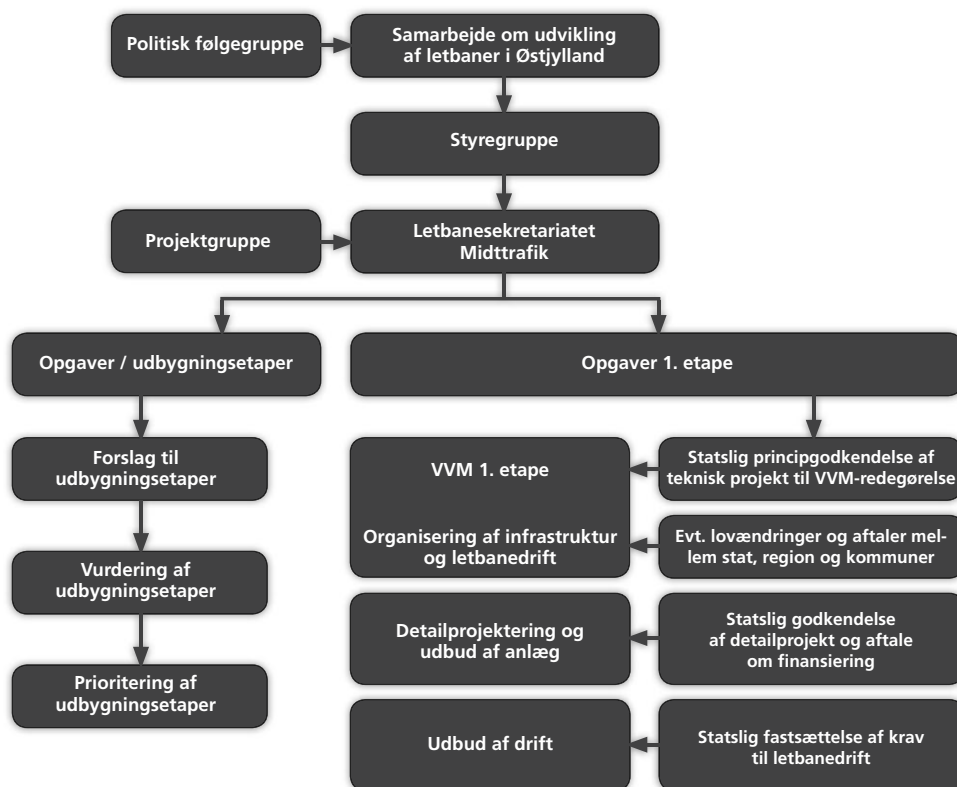 Politisk følgegruppe
Samarbejde om udvikling
af letbaner i Østjylland
Styregruppe
Projektgruppe
Letbanesekretariatet
Midttrafik
Opgaver / udbygningsetaper
Opgaver 1. etape
Forslag til
udbygningsetaper
Vurdering af
udbygningsetaper
Prioritering af
udbygningsetaper
VVM 1. etape
Statslig principgodkendelse af
teknisk projekt til VVM-redegørelse
Organisering af infrastruktur
og letbanedrift
Evt. lovændringer og aftaler mel-
lem stat, region og kommuner
Detailprojektering og
udbud af anlæg
Statslig godkendelse
af detailprojekt og aftale
om finansiering
Udbud af drift
Statslig fastsættelse af krav
til letbanedrift